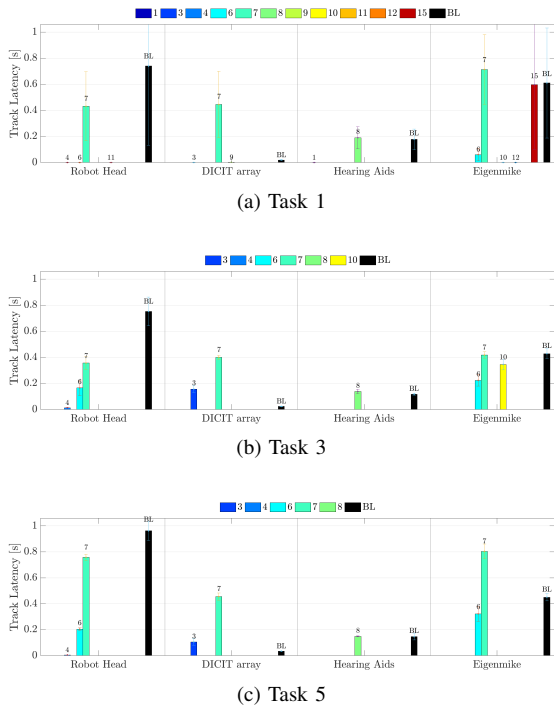 1 3 4 6 7 8 9 10 11 12 15 BL
Track Latency [s]
1
0.8
0.6
0.4
0.2
0
4 6 7 11 BL
3 7 9 BL
1 8 BL
6 7 10 12 15 BL
Robot Head DICIT array Hearing Aids Eigenmike
(a) Task 1
3 4 6 7 8 10 BL
Track Latency [s]
1
0.8
0.6
0.4
0.2
0
4 6 7 BL
3 7 BL
8 BL
6 7 10 BL
Robot Head DICIT array Hearing Aids Eigenmike
(b) Task 3
3 4 6 7 8 BL
Track Latency [s]
1
0.8
0.6
0.4
0.2
0
4 6 7 BL
3 7 BL
8 BL
6 7 BL
Robot Head DICIT array Hearing Aids Eigenmike
(c) Task 5